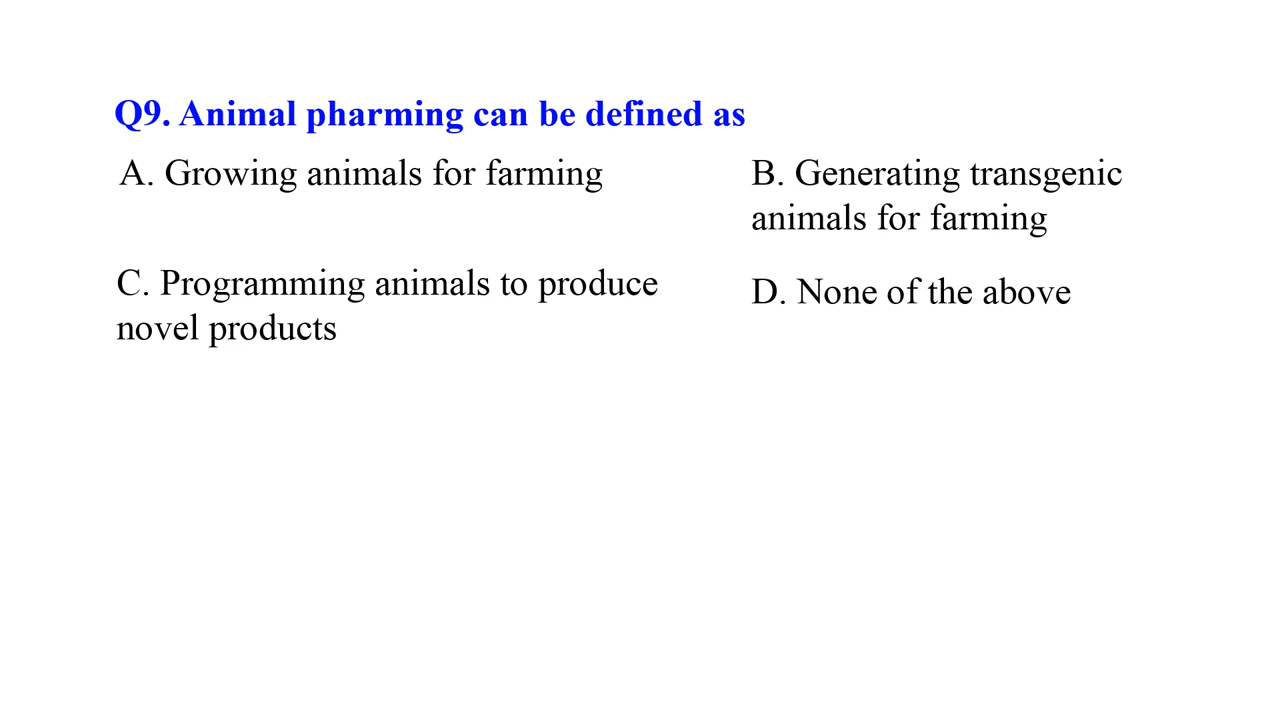 Q9. Animal pharming can be defined as
A. Growing animals for farming
B. Generating transgenic
animals for farming
C. Programming animals to produce
novel products
D. None of the above